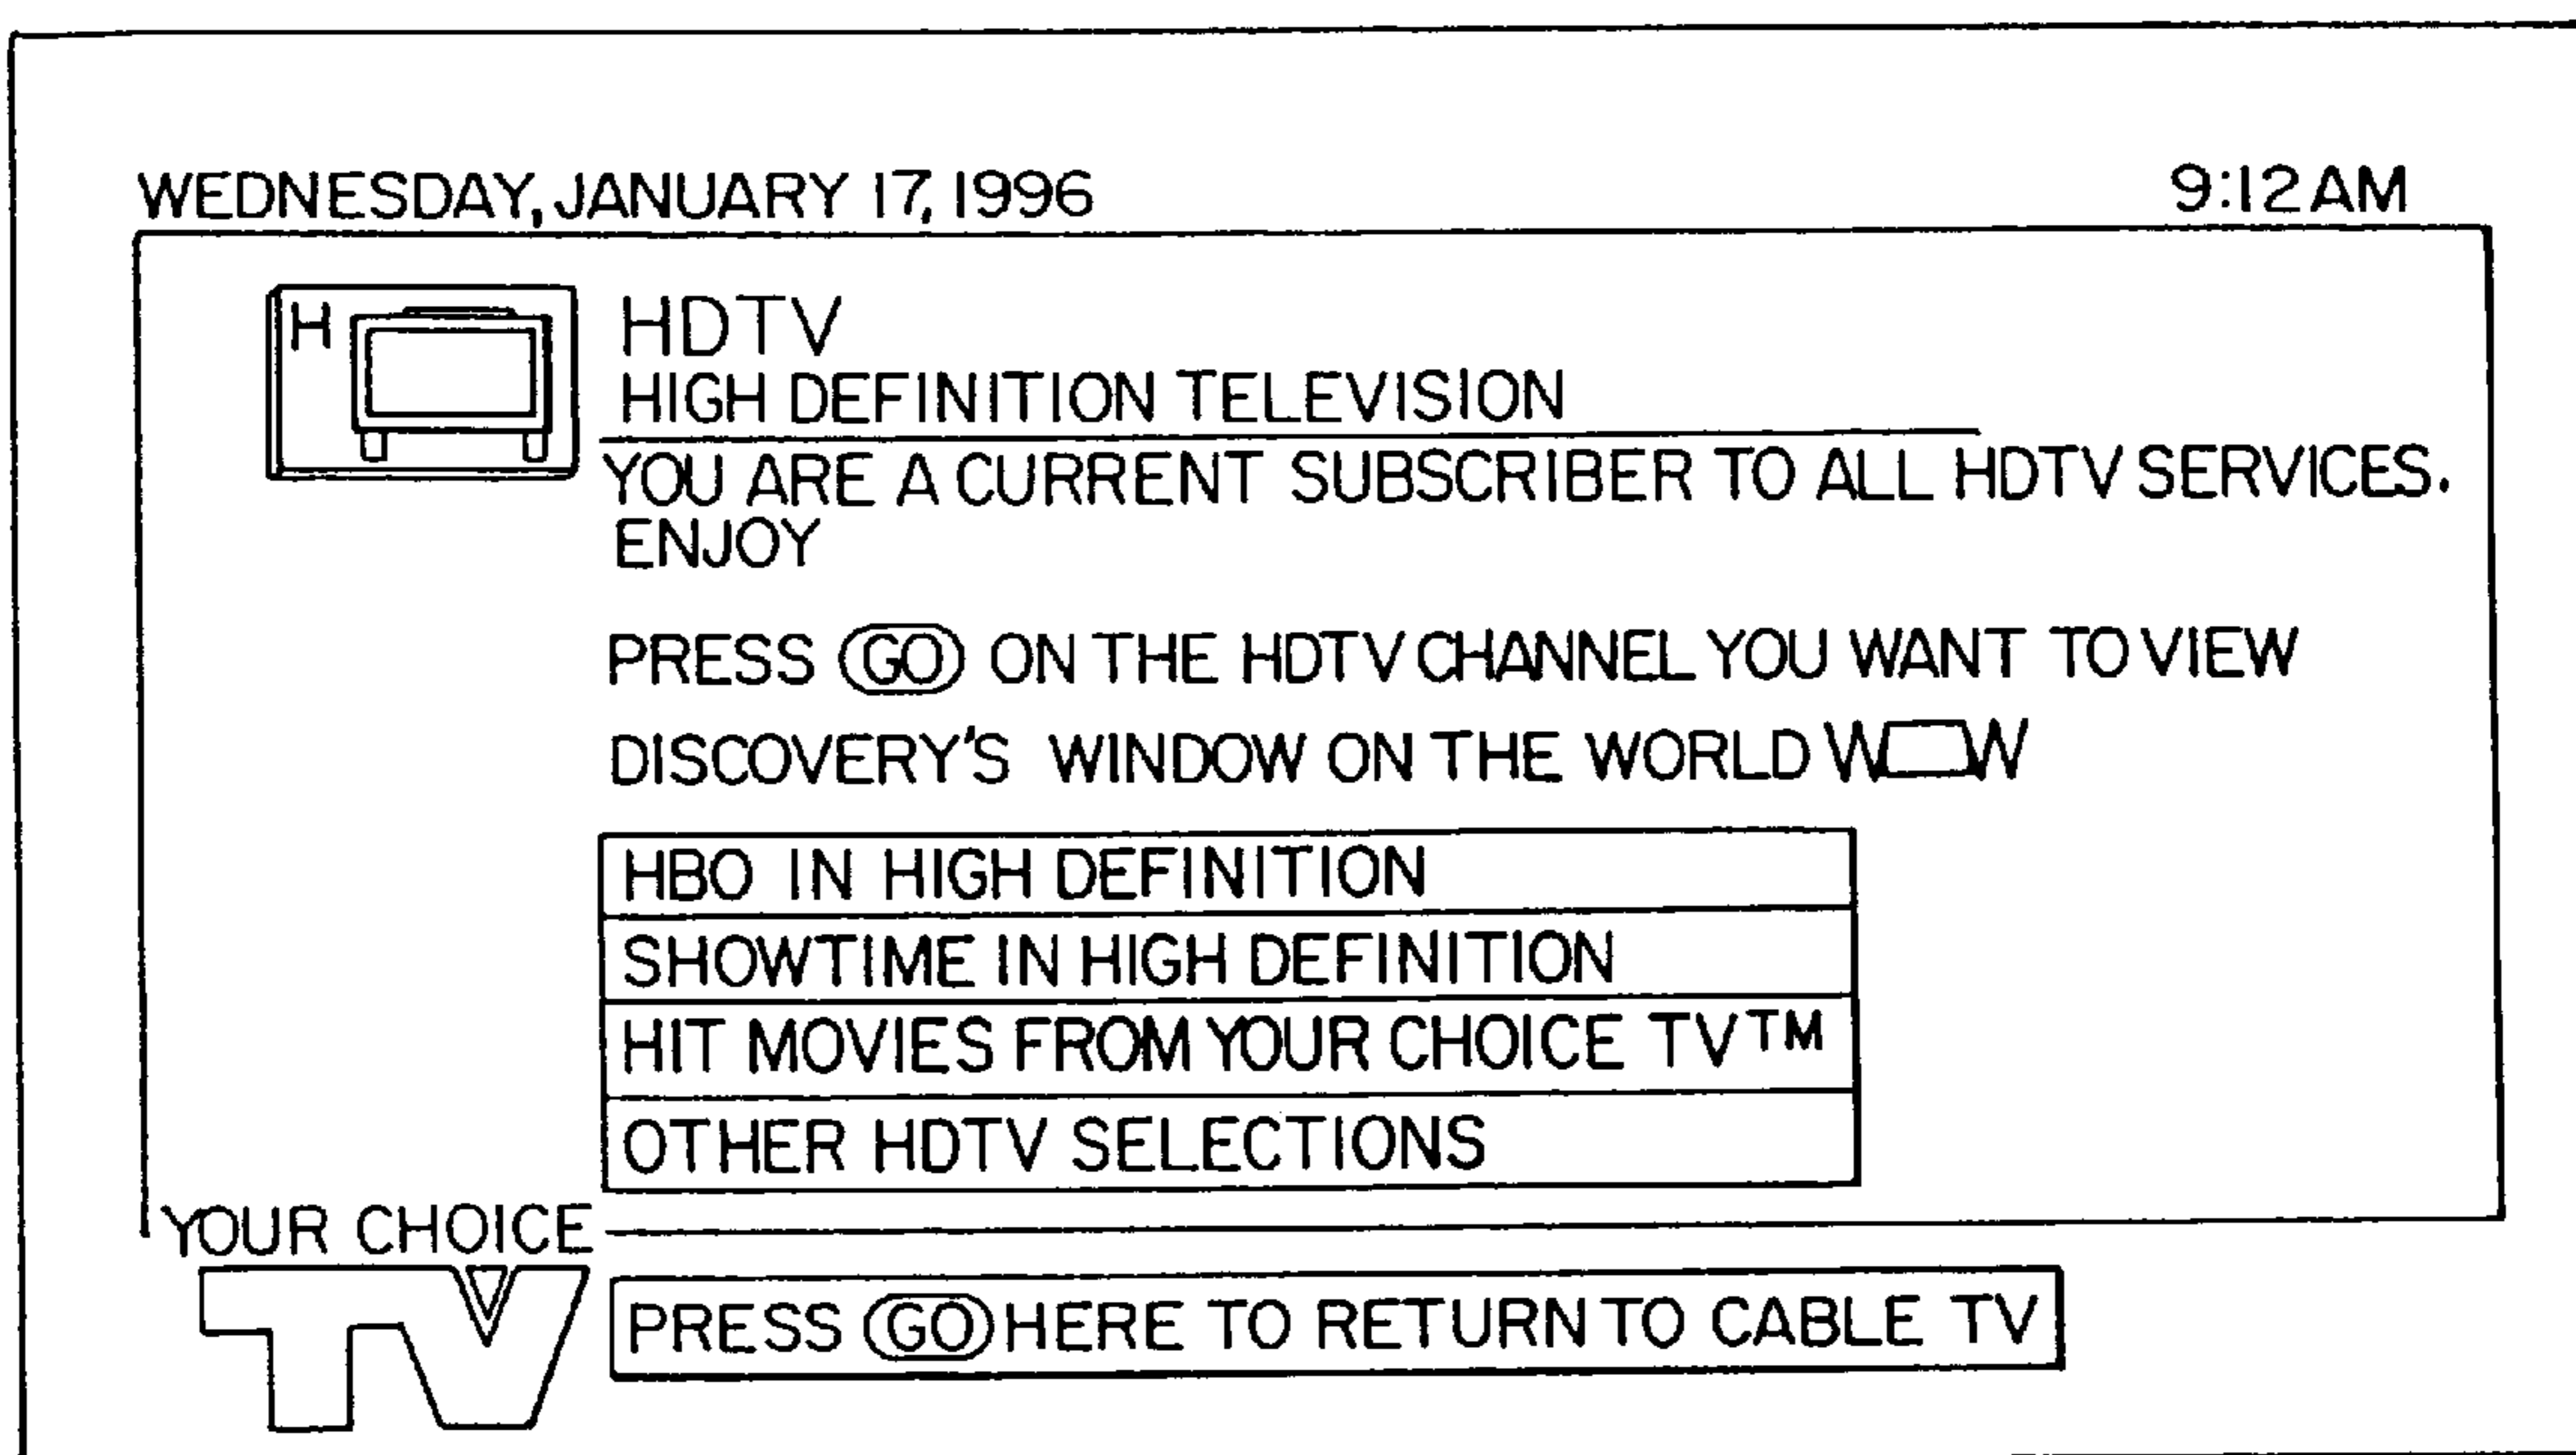 WEDNESDAY, JANUARY 17, 1996 9:12 AM
H
HDTV
HIGH DEFINITION TELEVISION
YOU ARE A CURRENT SUBSCRIBER TO ALL HDTV SERVICES.
ENJOY
PRESS GO ON THE HDTV CHANNEL YOU WANT TO VIEW
DISCOVERY'S WINDOW ON THE WORLD W W
HBO IN HIGH DEFINITION
SHOWTIME IN HIGH DEFINITION
HIT MOVIES FROM YOUR CHOICE TV™
OTHER HDTV SELECTIONS
YOUR CHOICE
TV
PRESS GO HERE TO RETURN TO CABLE TV